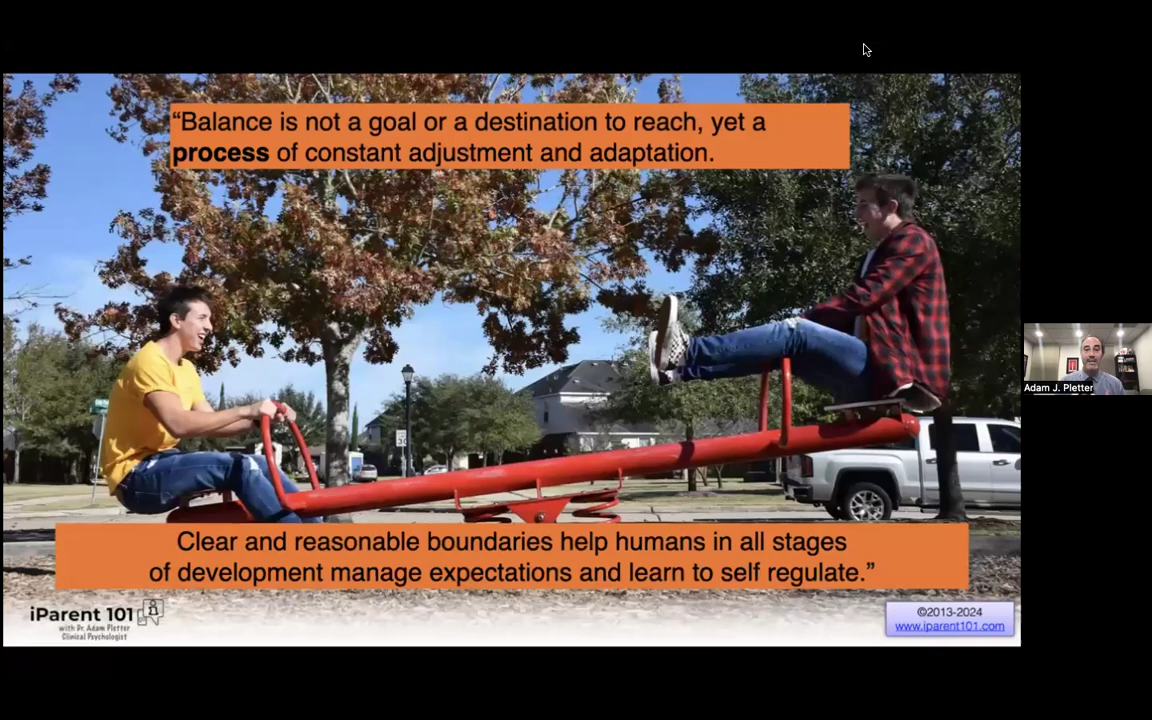 “Balance is not a goal or a destination to reach, yet a
process of constant adjustment and adaptation.
Adam J. Pletter
30
Clear and reasonable boundaries help humans in all stages
of development manage expectations and learn to self regulate.”
iParent 101
with Dr. Adam Pletter
Clinical Psychologist
©2013-2024
www.iparent101.com